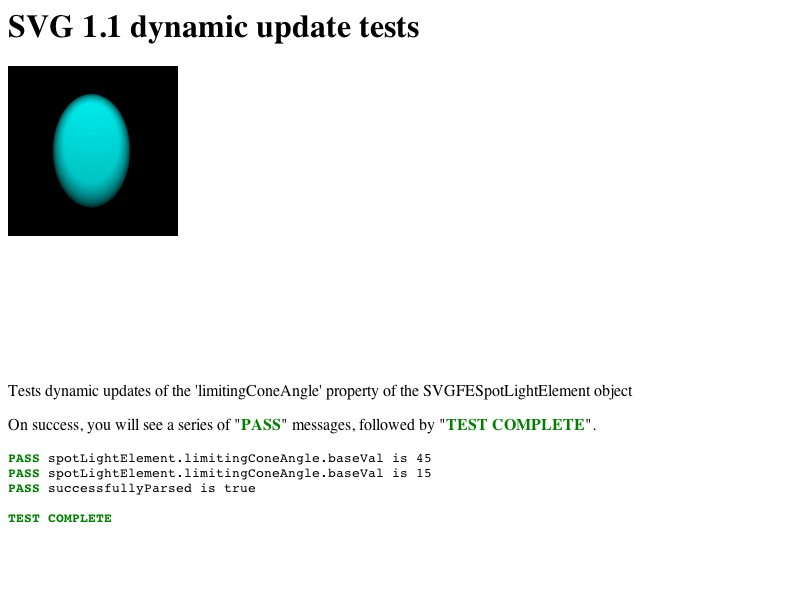 SVG 1.1 dynamic update tests
Tests dynamic updates of the 'limitingConeAngle' property of the SVGFESpotLightElement object
On success, you will see a series of "PASS" messages, followed by "TEST COMPLETE".
PASS spotLightElement.limitingConeAngle.baseVal is 45
PASS spotLightElement.limitingConeAngle.baseVal is 15
PASS successfullyParsed is true
TEST COMPLETE